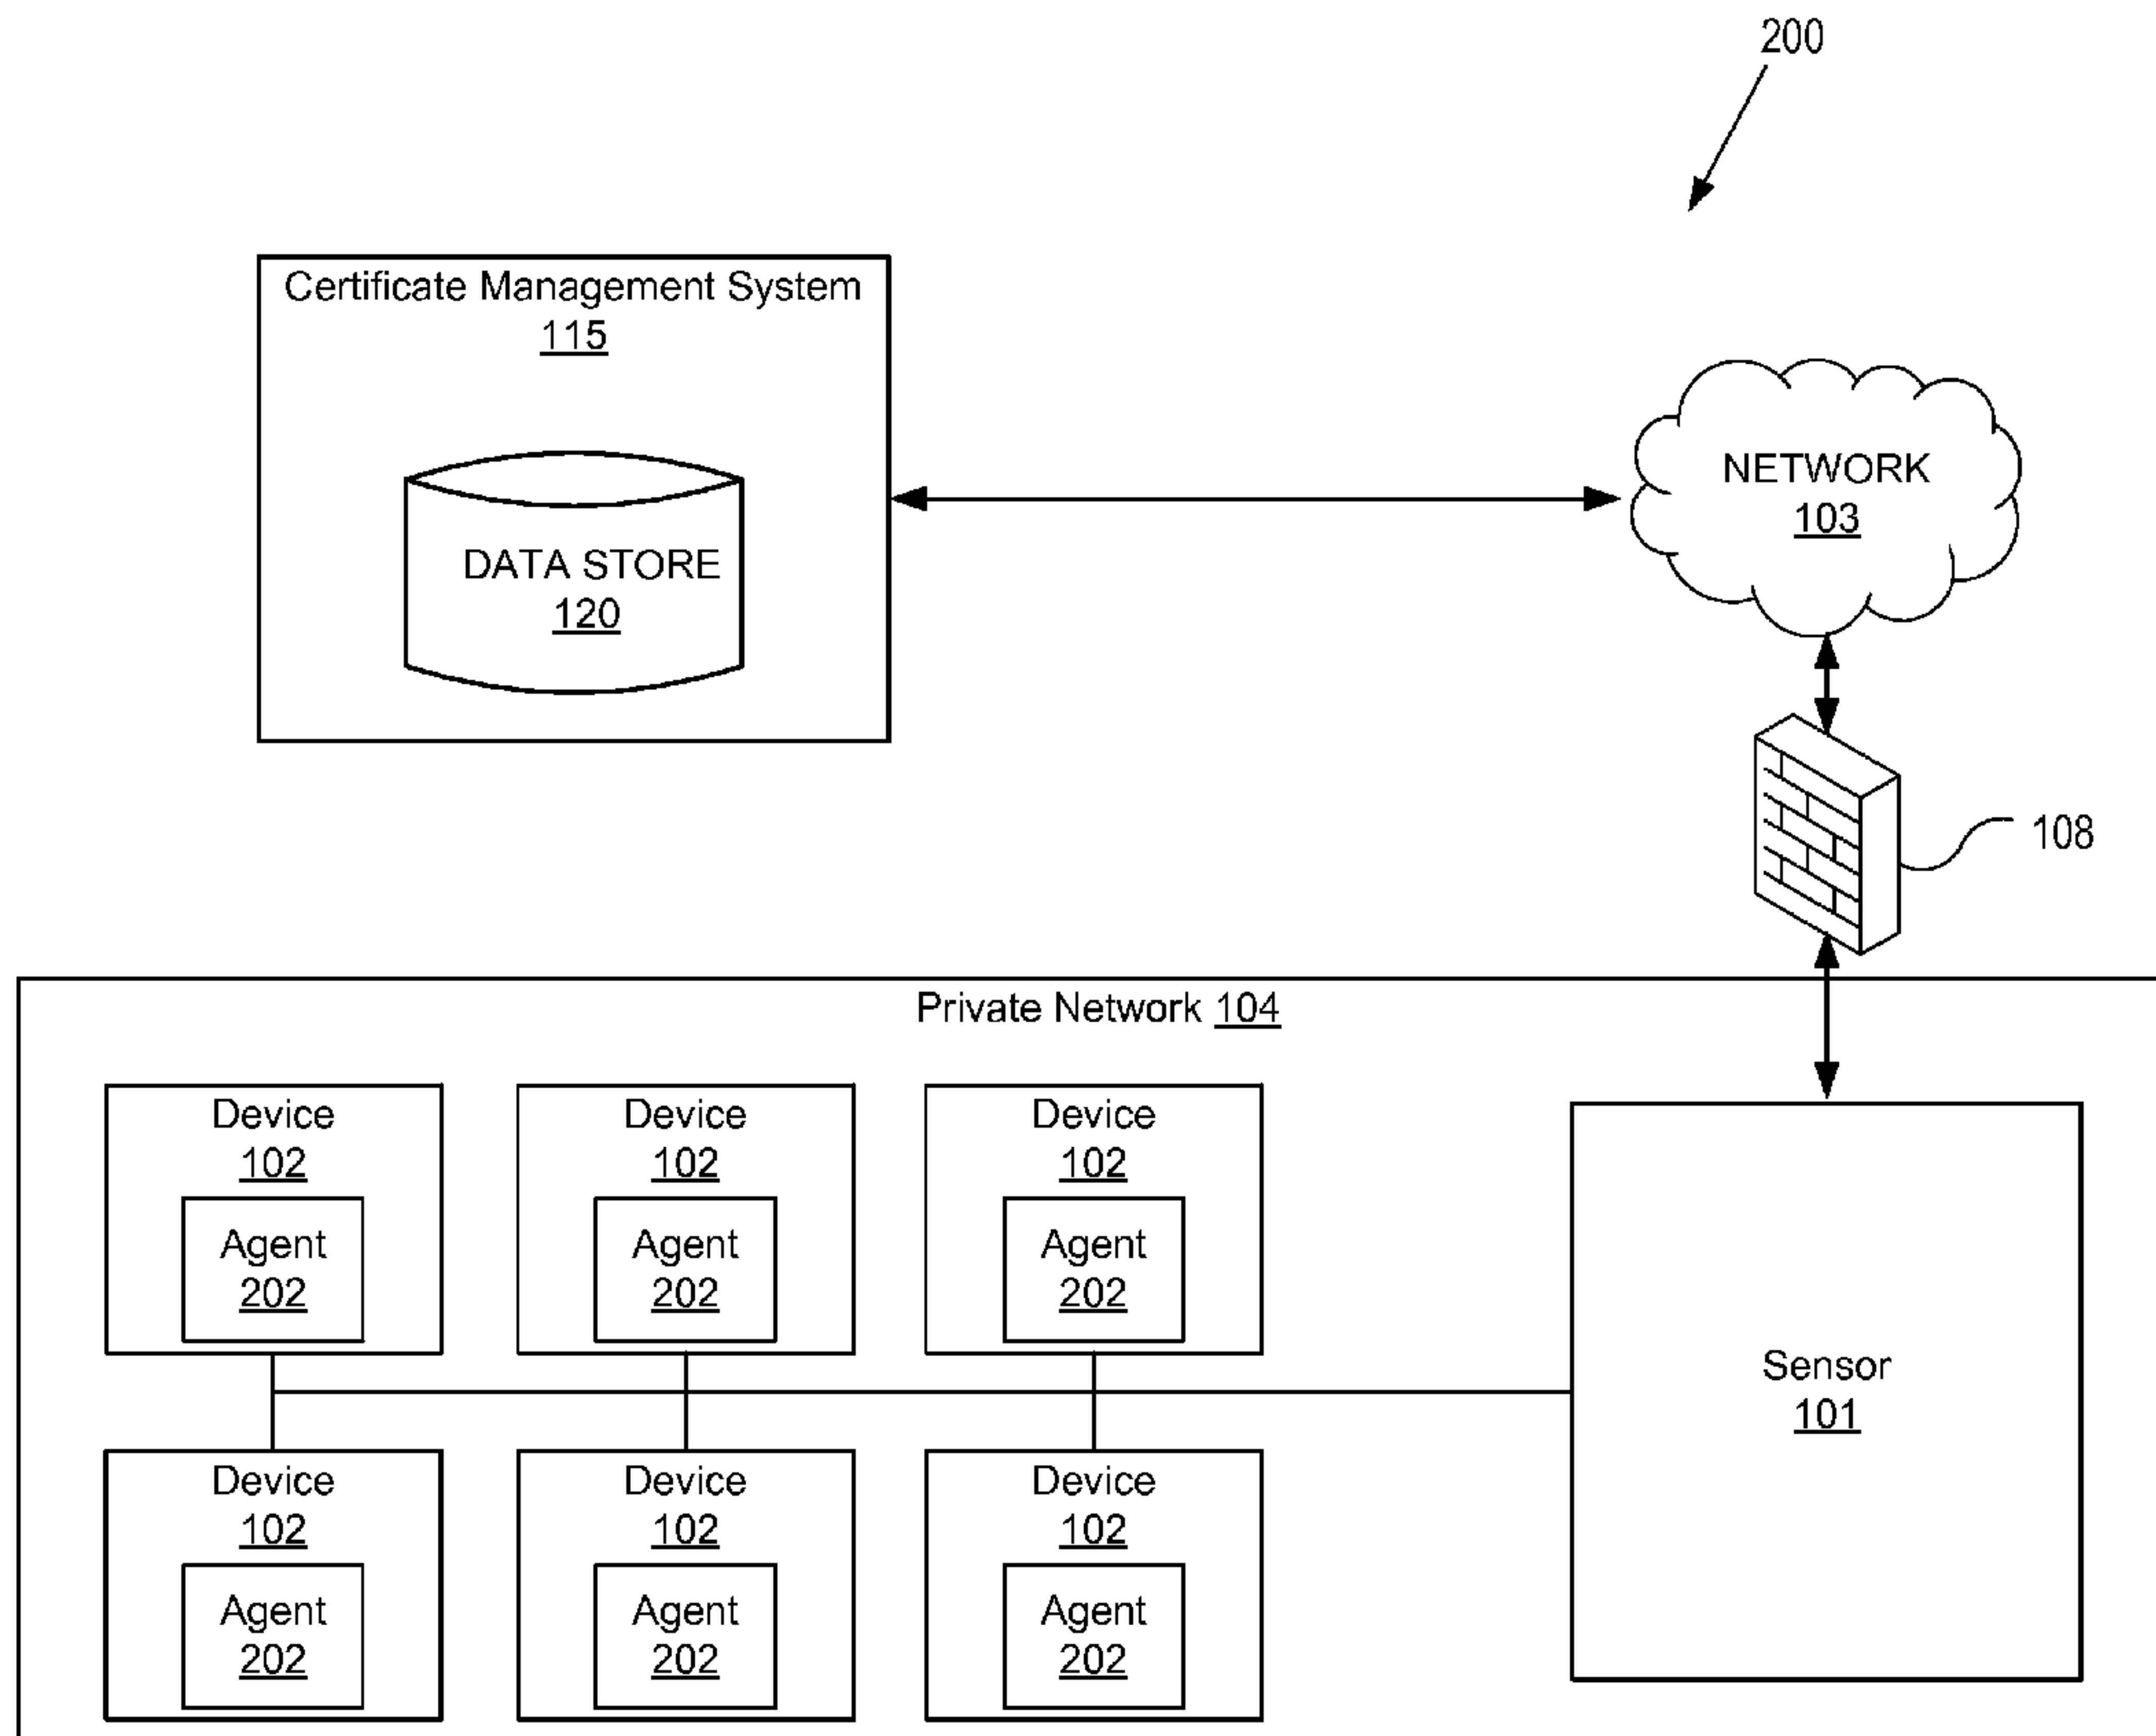 200
Certificate Management System
115
DATA STORE
120
NETWORK
103
108
Private Network 104
Device
102
Agent
202
Device
102
Agent
202
Device
102
Agent
202
Sensor
101
Device
102
Agent
202
Device
102
Agent
202
Device
102
Agent
202